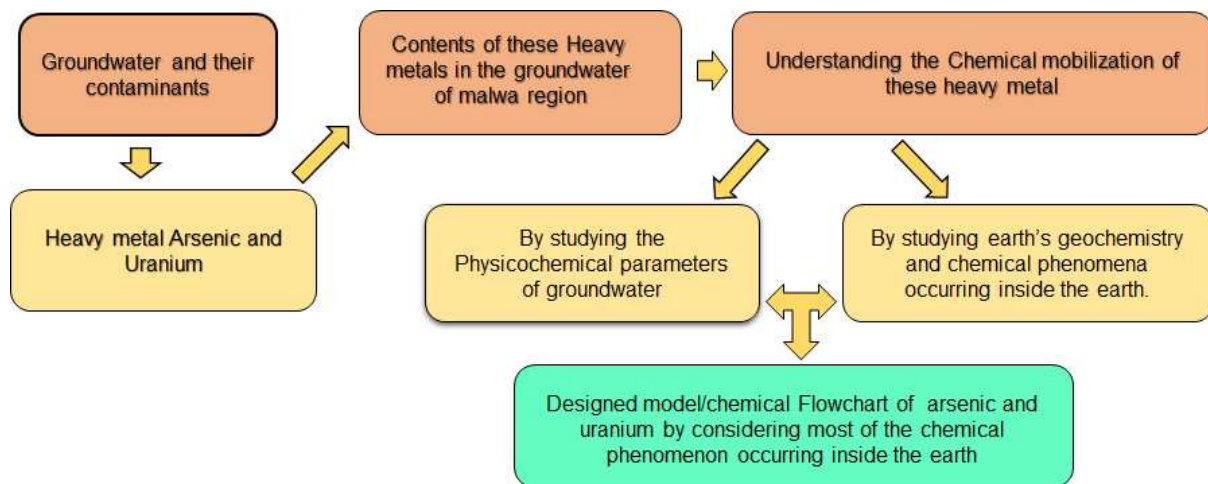 Groundwater and their
contaminants
Heavy metal Arsenic and
Uranium
Contents of these Heavy
metals in the groundwater
of malwa region
Understanding the Chemical mobilization of
these heavy metal
By studying the
Physicochemical parameters
of groundwater
By studying earth’s geochemistry
and chemical phenomena
occurring inside the earth.
Designed model/chemical Flowchart of arsenic and
uranium by considering most of the chemical
phenomenon occurring inside the earth